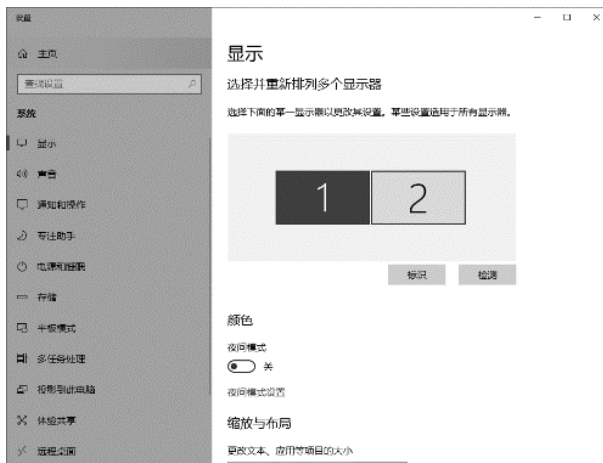 设置
主页
查找设置
系统
显示
声音
通知和操作
专注助手
电源和睡眠
存储
平板模式
多任务处理
投影到此电脑
体验共享
远程桌面
显示
选择并重新排列多个显示器
选择下面的某一显示器以更改其设置。某些设置适用于所有显示器。
1 2
标识 检测
颜色
夜间模式
关
夜间模式设置
缩放与布局
更改文本、应用等项目的大小